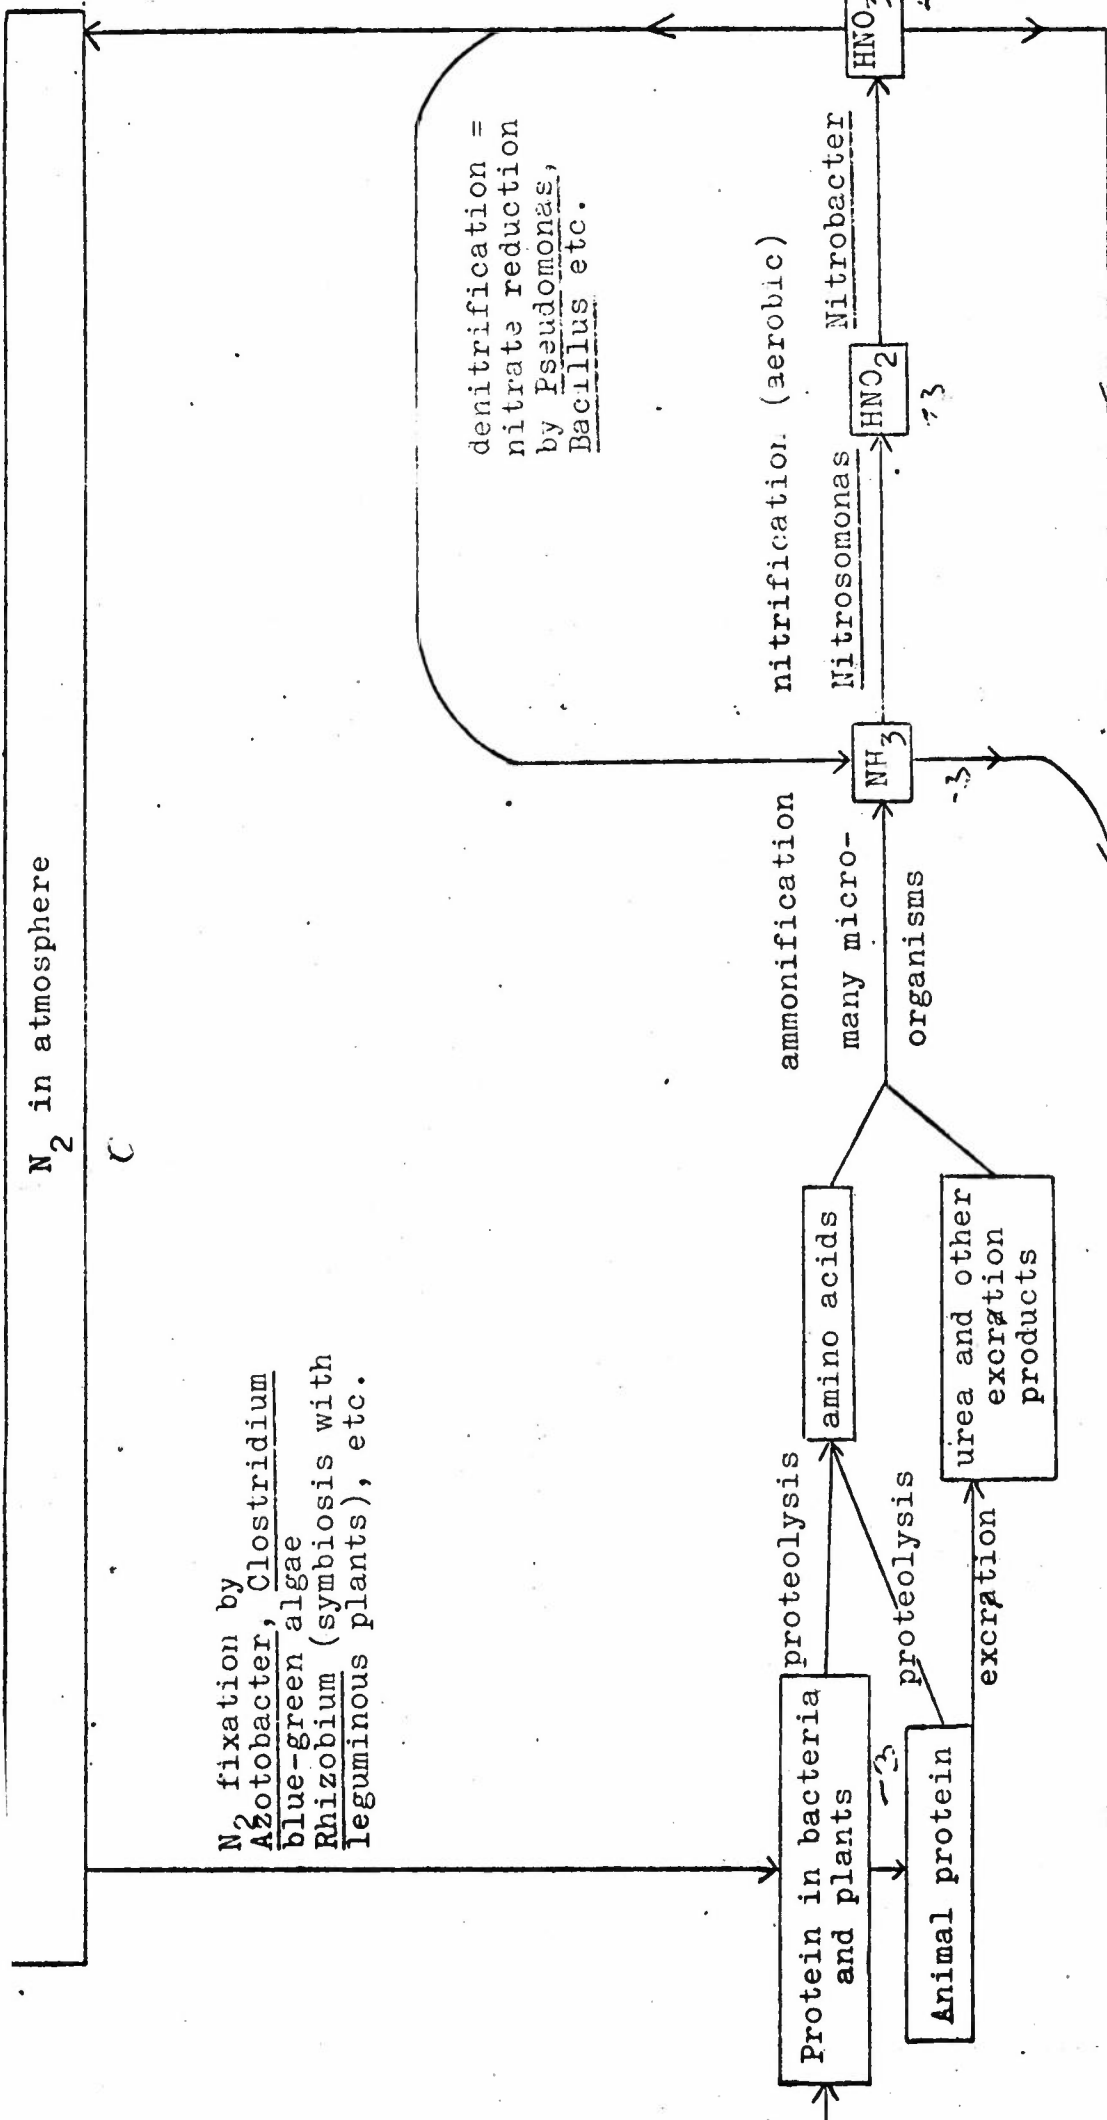 N2 in atmosphere
C
N2 fixation by
Azotobacter, Clostridium
blue-green algae
Rhizobium (symbiosis with
leguminous plants), etc.
denitrification =
nitrate reduction
by Pseudomonas,
Bacillus etc.
Protein in bacteria
and plants
-3
Animal protein
proteolysis
proteolysis
excration
amino acids
urea and other
excration
products
ammonification
many micro-
organisms
NH3
-3
nitrification (aerobic)
Nitrosomonas
HNO2
+3
Nitrobacter
HNO3